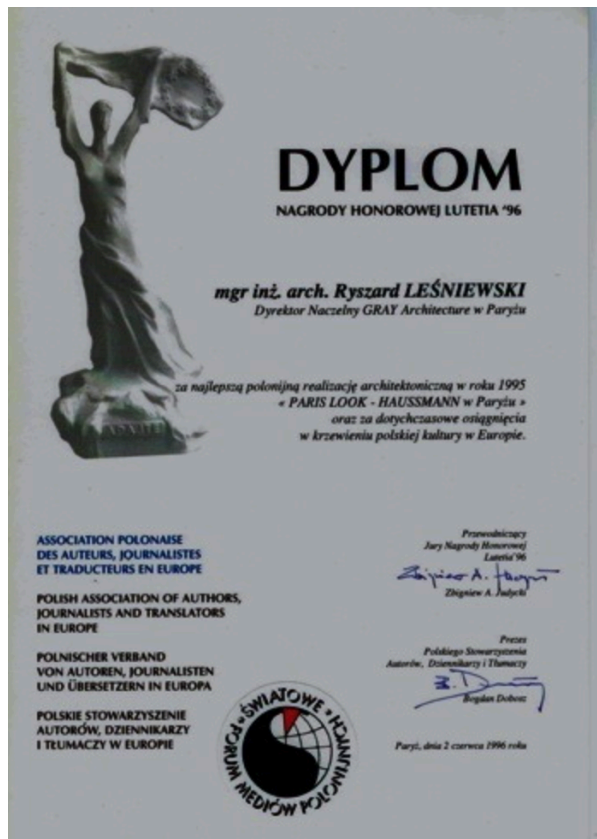 DYPLOM
NAGRODY HONOROWEJ LUTETIA '96
mgr inż. arch. Ryszard LEŚNIEWSKI
Dyrektor Naczelny GRAY Architecture w Paryżu
za najlepszą polonijną realizację architektoniczną w roku 1995
« PARIS LOOK - HAUSSMANN w Paryżu »
oraz za dotychczasowe osiągnięcia
w krzewieniu polskiej kultury w Europie.
ASSOCIATION POLONAISE
DES AUTEURS, JOURNALISTES
ET TRADUCTEURS EN EUROPE
POLISH ASSOCIATION OF AUTHORS,
JOURNALISTS AND TRANSLATORS
IN EUROPE
POLNISCHER VERBAND
VON AUTOREN, JOURNALISTEN
UND ÜBERSETZERN IN EUROPA
POLSKIE STOWARZYSZENIE
AUTORÓW, DZIENNIKARZY
I TŁUMACZY W EUROPIE
Przewodniczący
Jury Nagrody Honorowej
Lutetia'96
Zbigniew A. Judycki
Prezes
Polskiego Stowarzyszenia
Autorów, Dziennikarzy i Tłumaczy
Bogdan Dobosz
Paryż, dnia 2 czerwca 1996 roku
ŚWIATOWE FORUM MEDIÓW POLONIJNYCH